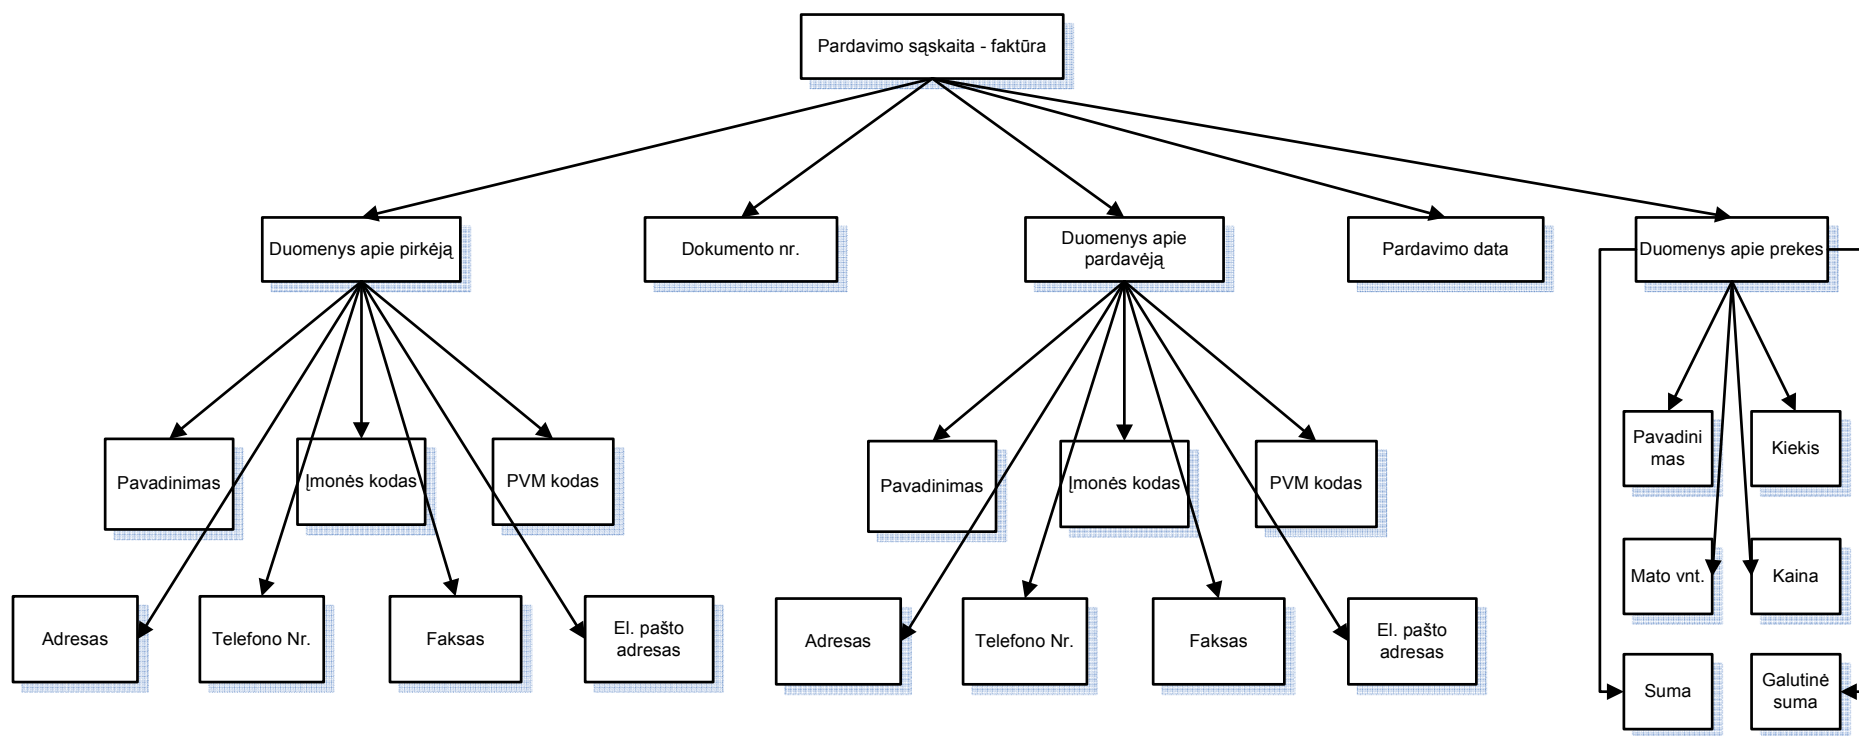 Pardavimo sąskaita - faktūra
Duomenys apie pirkėją
Dokumento nr.
Duomenys apie
pardavėją
Pardavimo data
Duomenys apie prekes
Pavadinimas
Įmonės kodas
PVM kodas
Adresas
Telefono Nr.
Faksas
El. pašto
adresas
Pavadinimas
Įmonės kodas
PVM kodas
Adresas
Telefono Nr.
Faksas
El. pašto
adresas
Pavadini
mas
Kiekis
Mato vnt.
Kaina
Suma
Galutinė
suma